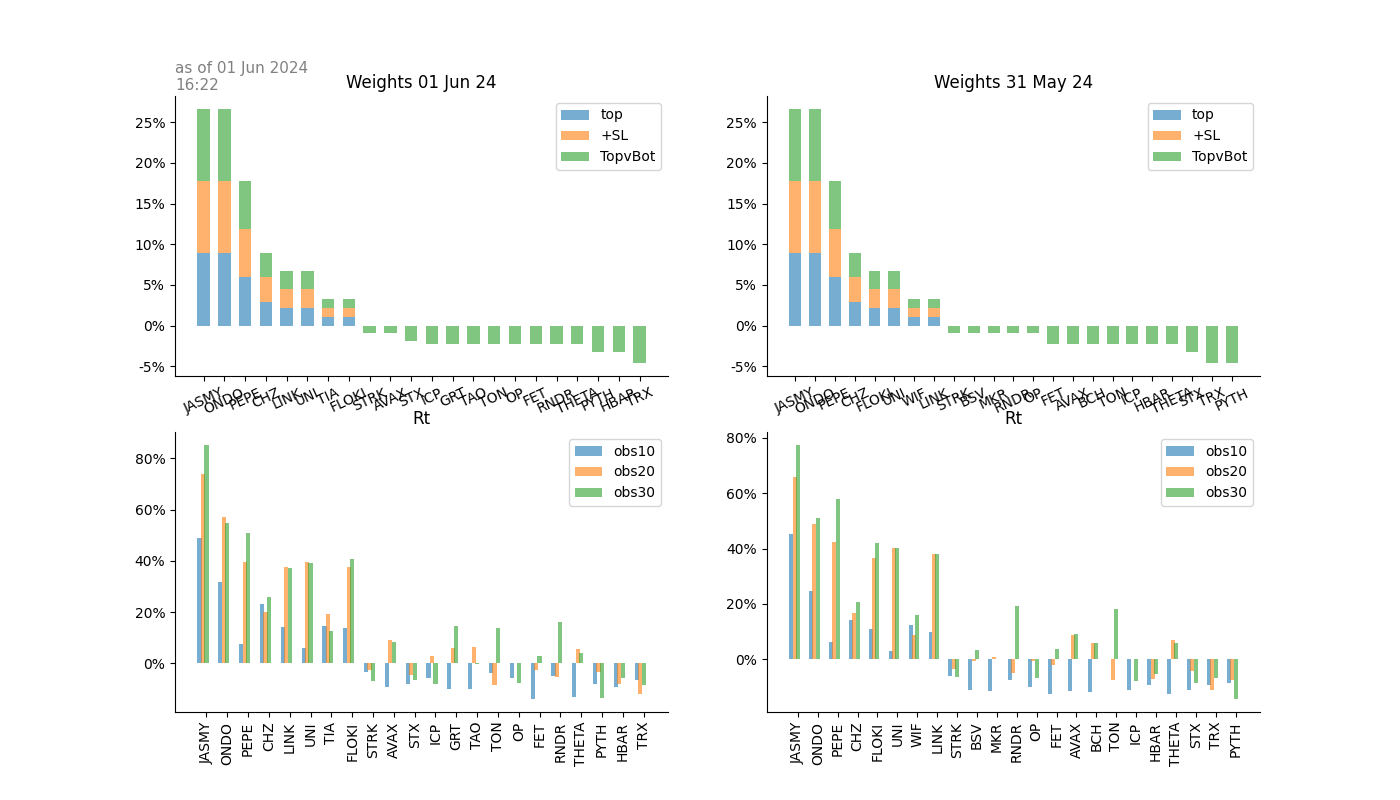 as of 01 Jun 2024
16:22
Weights 01 Jun 24
25%
20%
15%
10%
5%
0%
-5%
top
+SL
TopvBot
JASMY ONDO PEPE CHZ LINK UNI TIA FLOKI STRK AVAX STX ICP GRT TAO TON OP FET RNDR THETA PYTH HBAR TRX
Weights 31 May 24
25%
20%
15%
10%
5%
0%
-5%
top
+SL
TopvBot
JASMY ONDO PEPE CHZ FLOKI UNI WIF LINK STRK BSV MKR RNDR OP FET AVAX BCH TON ICP HBAR THETA STX TRX PYTH
Rt
80%
60%
40%
20%
0%
obs10
obs20
obs30
JASMY ONDO PEPE CHZ LINK UNI TIA FLOKI STRK AVAX STX ICP GRT TAO TON OP FET RNDR THETA PYTH HBAR TRX
Rt
80%
60%
40%
20%
0%
obs10
obs20
obs30
JASMY ONDO PEPE CHZ FLOKI UNI WIF LINK STRK BSV MKR RNDR OP FET AVAX BCH TON ICP HBAR THETA STX TRX PYTH